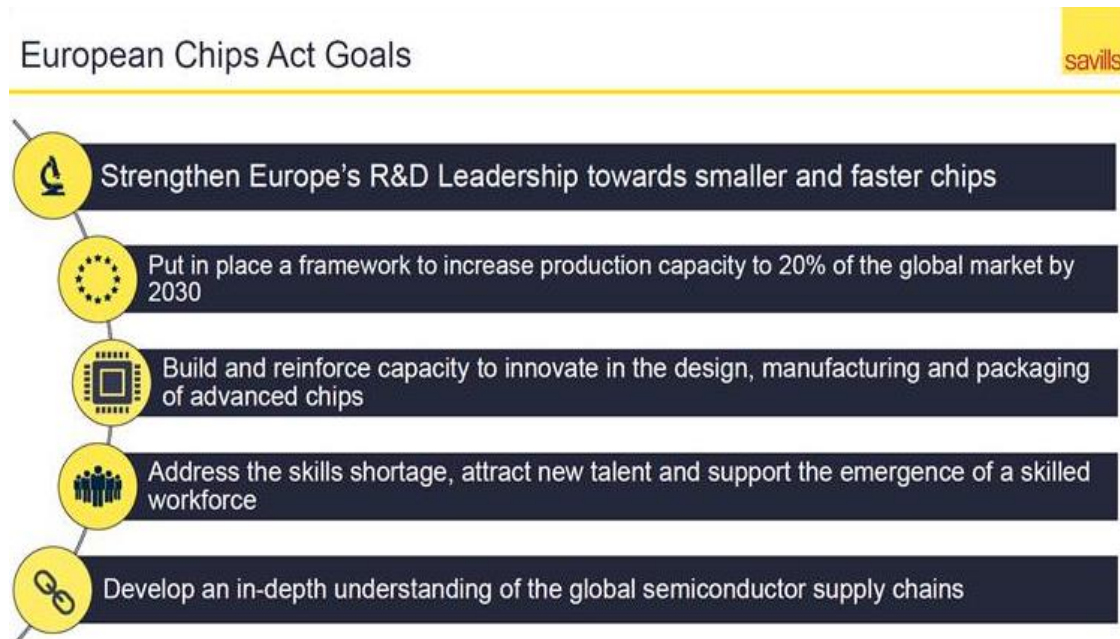 European Chips Act Goals
savills
Strengthen Europe's R&D Leadership towards smaller and faster chips
Put in place a framework to increase production capacity to 20% of the global market by
2030
Build and reinforce capacity to innovate in the design, manufacturing and packaging
of advanced chips
Address the skills shortage, attract new talent and support the emergence of a skilled
workforce
Develop an in-depth understanding of the global semiconductor supply chains